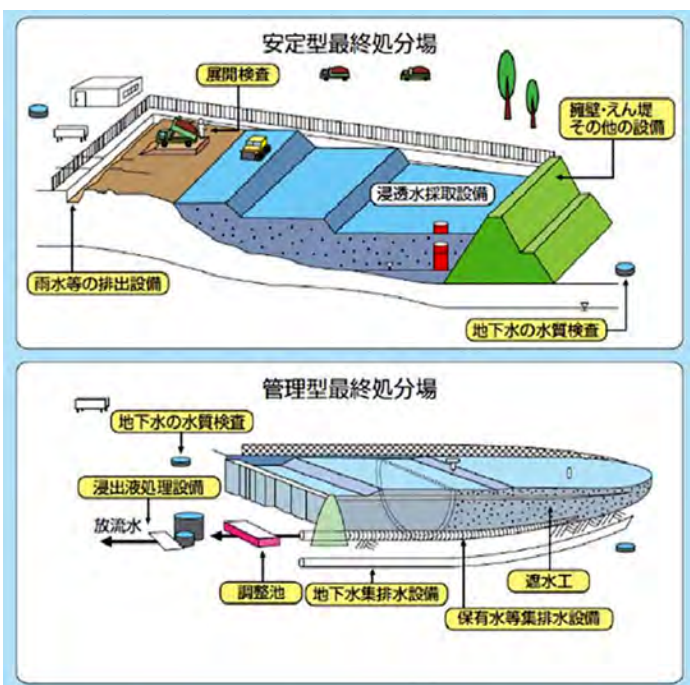 安定型最終処分場
展開検査
擁壁・えん堤
その他の設備
浸透水採取設備
雨水等の排出設備
地下水の水質検査
管理型最終処分場
地下水の水質検査
浸出液処理設備
放流水
調整池
地下水集排水設備
遮水工
保有水等集排水設備